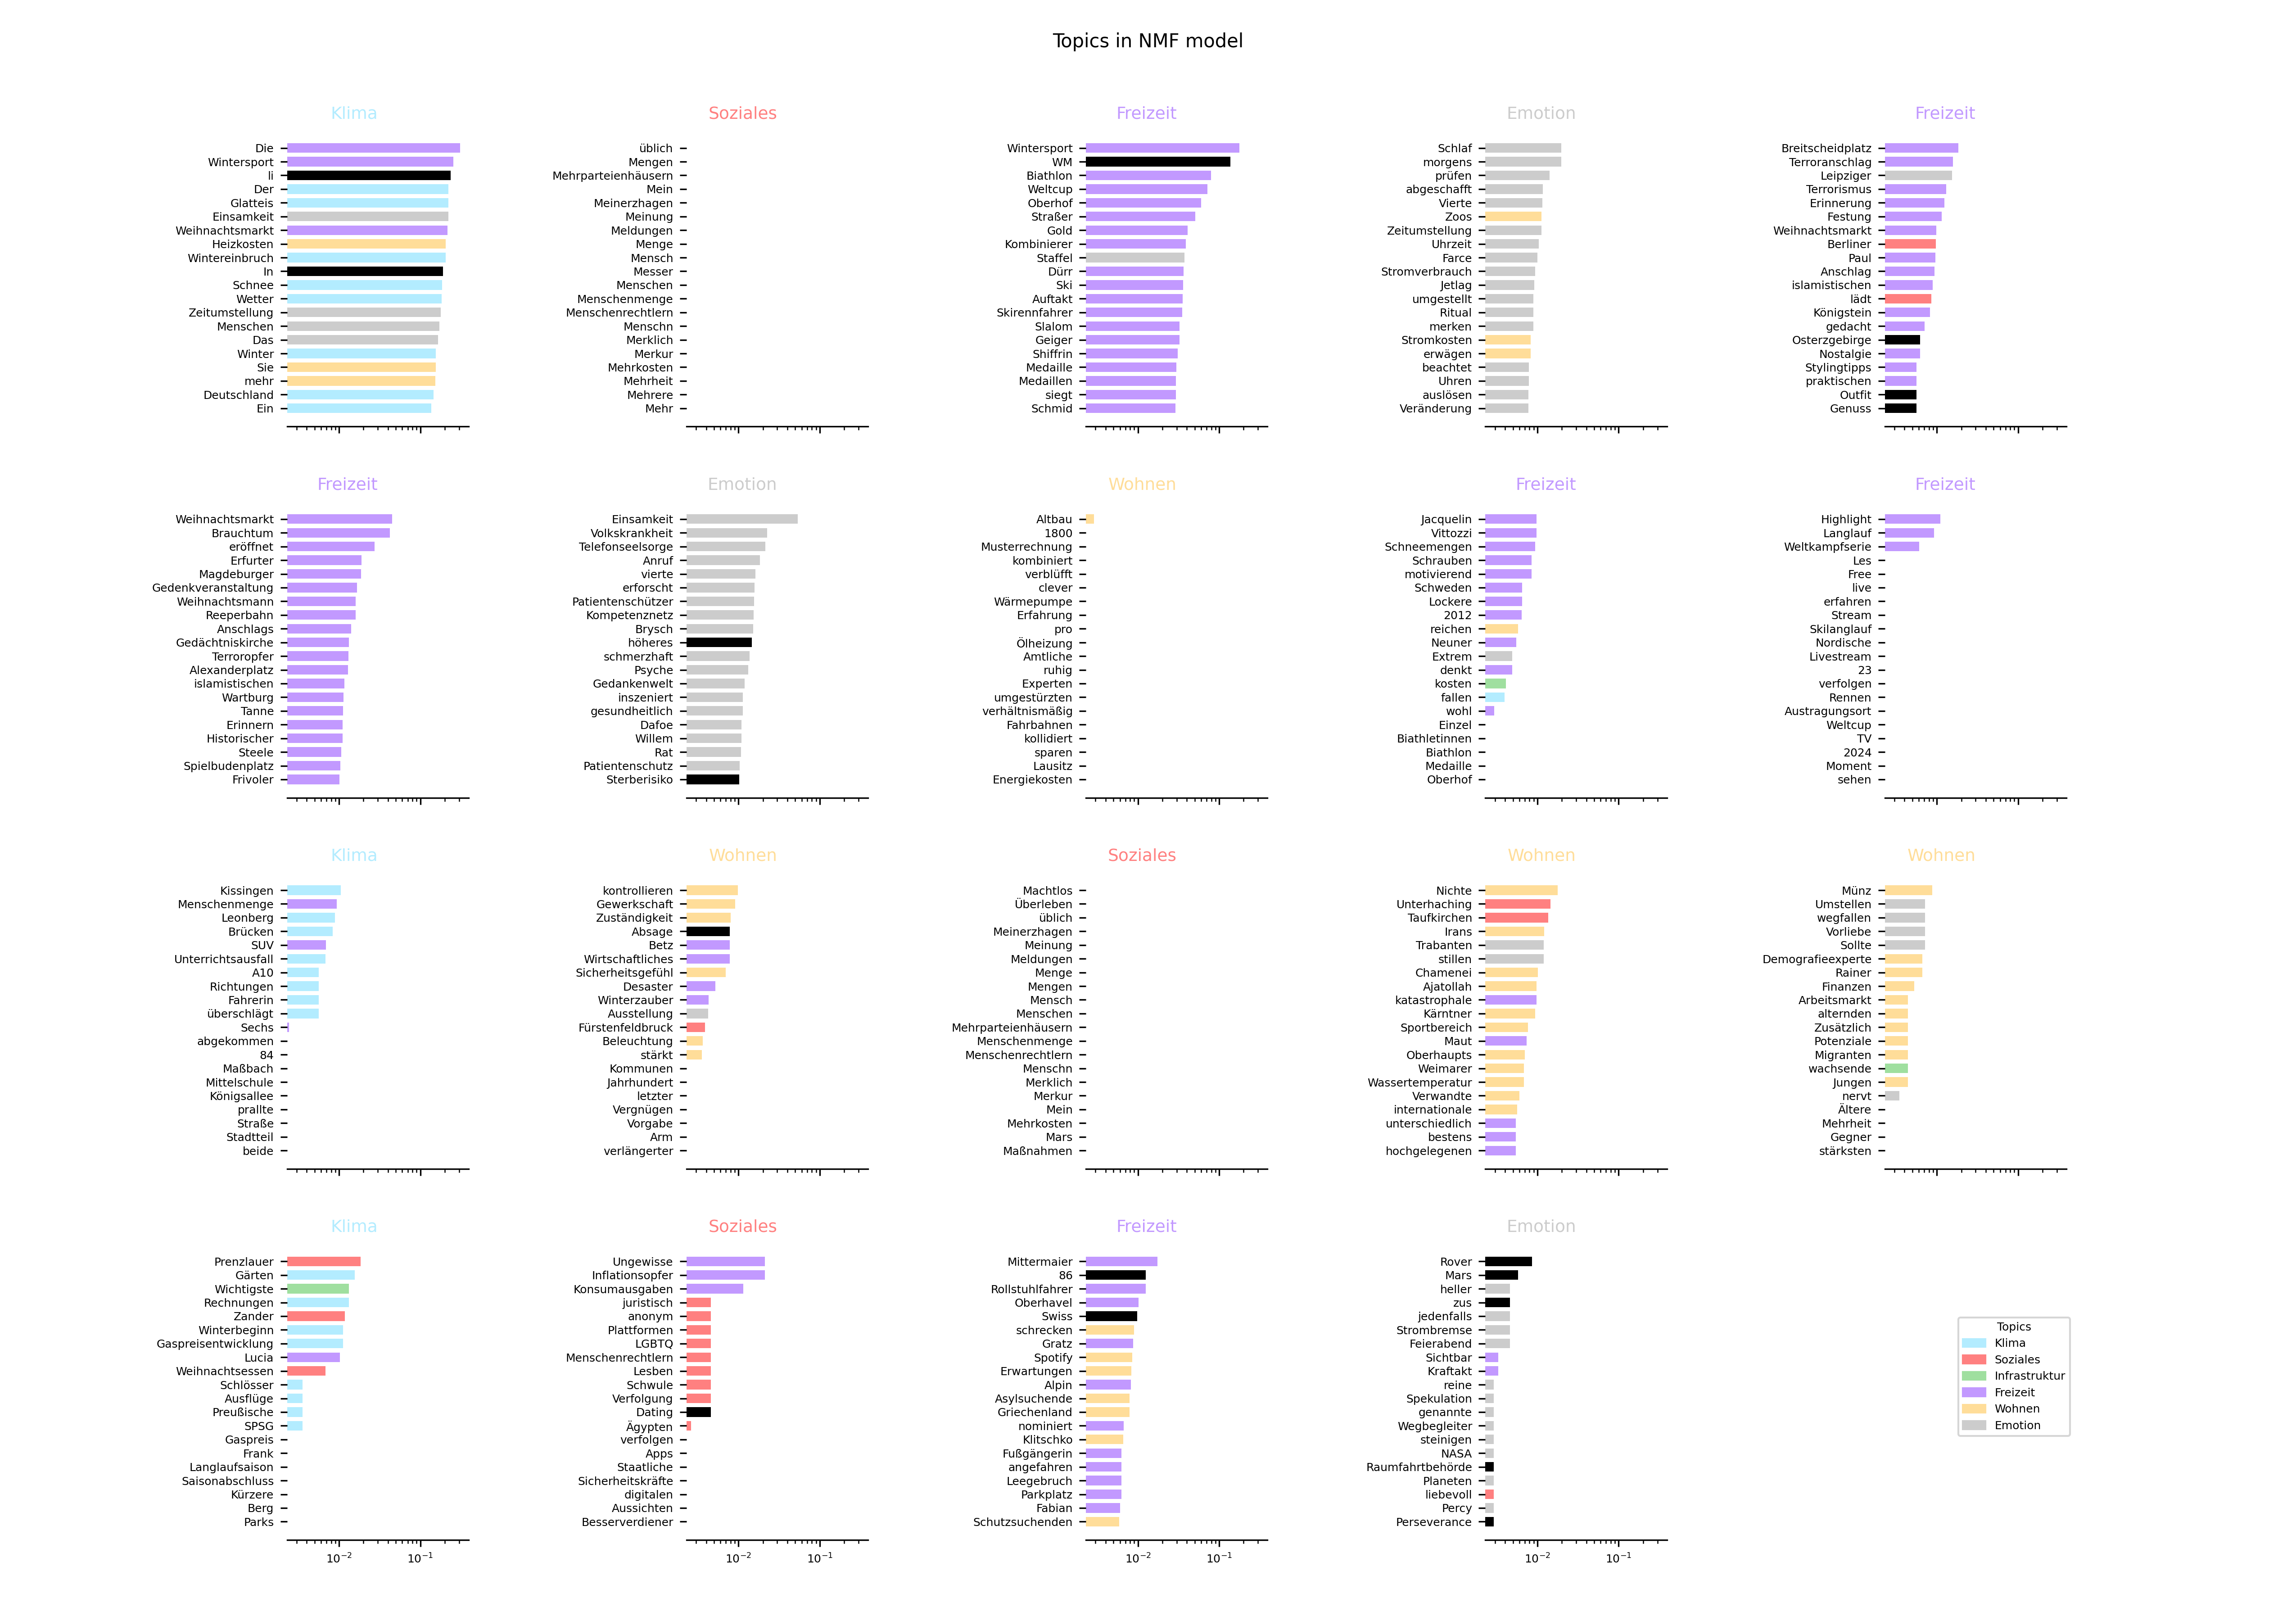 Topics in NMF model
Klima
Die
Wintersport
li
Der
Glatteis
Einsamkeit
Weihnachtsmarkt
Heizkosten
Wintereinbruch
In
Schnee
Wetter
Zeitumstellung
Menschen
Das
Winter
Sie
mehr
Deutschland
Ein
Soziales
üblich
Mengen
Mehrparteienhäusern
Mein
Meinerzhagen
Meinung
Meldungen
Menge
Mensch
Messer
Menschen
Menschenmenge
Menschenrechtlern
Menschn
Merklich
Merkur
Mehrkosten
Mehrheit
Mehrere
Mehr
Freizeit
Wintersport
WM
Biathlon
Weltcup
Oberhof
Straßer
Gold
Kombinierer
Staffel
Dürr
Ski
Auftakt
Skirennfahrer
Slalom
Geiger
Shiffrin
Medaille
Medaillen
siegt
Schmid
Emotion
Schlaf
morgens
prüfen
abgeschafft
Vierte
Zoos
Zeitumstellung
Uhrzeit
Farce
Stromverbrauch
Jetlag
umgestellt
Ritual
merken
Stromkosten
erwägen
beachtet
Uhren
auslösen
Veränderung
Freizeit
Breitscheidplatz
Terroranschlag
Leipziger
Terrorismus
Erinnerung
Festung
Weihnachtsmarkt
Berliner
Paul
Anschlag
islamistischen
lädt
Königstein
gedacht
Osterzgebirge
Nostalgie
Stylingtipps
praktischen
Outfit
Genuss
Freizeit
Weihnachtsmarkt
Brauchtum
eröffnet
Erfurter
Magdeburger
Gedenkveranstaltung
Weihnachtsmann
Reeperbahn
Anschlags
Gedächtniskirche
Terroropfer
Alexanderplatz
islamistischen
Wartburg
Tanne
Erinnern
Historischer
Steele
Spielbudenplatz
Frivoler
Emotion
Einsamkeit
Volkskrankheit
Telefonseelsorge
Anruf
vierte
erforscht
Patientenschützer
Kompetenznetz
Brysch
höheres
schmerzhaft
Psyche
Gedankenwelt
inszeniert
gesundheitlich
Dafoe
Willem
Rat
Patientenschutz
Sterberisiko
Wohnen
Altbau
1800
Musterrechnung
kombiniert
verblüfft
clever
Wärmepumpe
Erfahrung
pro
Ölheizung
Amtliche
ruhig
Experten
umgestürzten
verhältnismäßig
Fahrbahnen
kollidiert
sparen
Lausitz
Energiekosten
Freizeit
Jacquelin
Vittozzi
Schneemengen
Schrauben
motivierend
Schweden
Lockere
2012
reichen
Neuner
Extrem
denkt
kosten
fallen
wohl
Einzel
Biathletinnen
Biathlon
Medaille
Oberhof
Freizeit
Highlight
Langlauf
Weltkampfserie
Les
Free
live
erfahren
Stream
Skilanglauf
Nordische
Livestream
23
verfolgen
Rennen
Austragungsort
Weltcup
TV
2024
Moment
sehen
Klima
Kissingen
Menschenmenge
Leonberg
Brücken
SUV
Unterrichtsausfall
A10
Richtungen
Fahrerin
überschlägt
Sechs
abgekommen
84
Maßbach
Mittelschule
Königsallee
prallte
Straße
Stadtteil
beide
Wohnen
kontrollieren
Gewerkschaft
Zuständigkeit
Absage
Betz
Wirtschaftliches
Sicherheitsgefühl
Desaster
Winterzauber
Ausstellung
Fürstenfeldbruck
Beleuchtung
stärkt
Kommunen
Jahrhundert
letzter
Vergnügen
Vorgabe
Arm
verlängerter
Soziales
Machtlos
Überleben
üblich
Meinerzhagen
Meinung
Meldungen
Menge
Mengen
Mensch
Menschen
Mehrparteienhäusern
Menschenmenge
Menschenrechtlern
Menschn
Merklich
Merkur
Mein
Mehrkosten
Mars
Maßnahmen
Wohnen
Nichte
Unterhaching
Taufkirchen
Irans
Trabanten
stillen
Chamenei
Ajatollah
katastrophale
Kärntner
Sportbereich
Maut
Oberhaupts
Weimarer
Wassertemperatur
Verwandte
internationale
unterschiedlich
bestens
hochgelegenen
Wohnen
Münz
Umstellen
wegfallen
Vorliebe
Sollte
Demografieexperte
Rainer
Finanzen
Arbeitsmarkt
alternden
Zusätzlich
Potenziale
Migranten
wachsende
Jungen
nervt
Ältere
Mehrheit
Gegner
stärksten
Klima
Prenzlauer
Gärten
Wichtigste
Rechnungen
Zander
Winterbeginn
Gaspreisentwicklung
Lucia
Weihnachtsessen
Schlösser
Ausflüge
Preußische
SPSG
Gaspreis
Frank
Langlaufsaison
Saisonabschluss
Kürzere
Berg
Parks
10⁻² 10⁻¹
Soziales
Ungewisse
Inflationsopfer
Konsumausgaben
juristisch
anonym
Plattformen
LGBTQ
Menschenrechtlern
Lesben
Schwule
Verfolgung
Dating
Ägypten
verfolgen
Apps
Staatliche
Sicherheitskräfte
digitalen
Aussichten
Besserverdiener
10⁻² 10⁻¹
Freizeit
Mittermaier
86
Rollstuhlfahrer
Oberhavel
Swiss
schrecken
Gratz
Spotify
Erwartungen
Alpin
Asylsuchende
Griechenland
nominiert
Klitschko
Fußgängerin
angefahren
Leegebruch
Parkplatz
Fabian
Schutzsuchenden
10⁻² 10⁻¹
Emotion
Rover
Mars
heller
zus
jedenfalls
Strombremse
Feierabend
Sichtbar
Kraftakt
reine
Spekulation
genannte
Wegbegleiter
steinigen
NASA
Raumfahrtbehörde
Planeten
liebevoll
Percy
Perseverance
10⁻² 10⁻¹
Topics
Klima
Soziales
Infrastruktur
Freizeit
Wohnen
Emotion